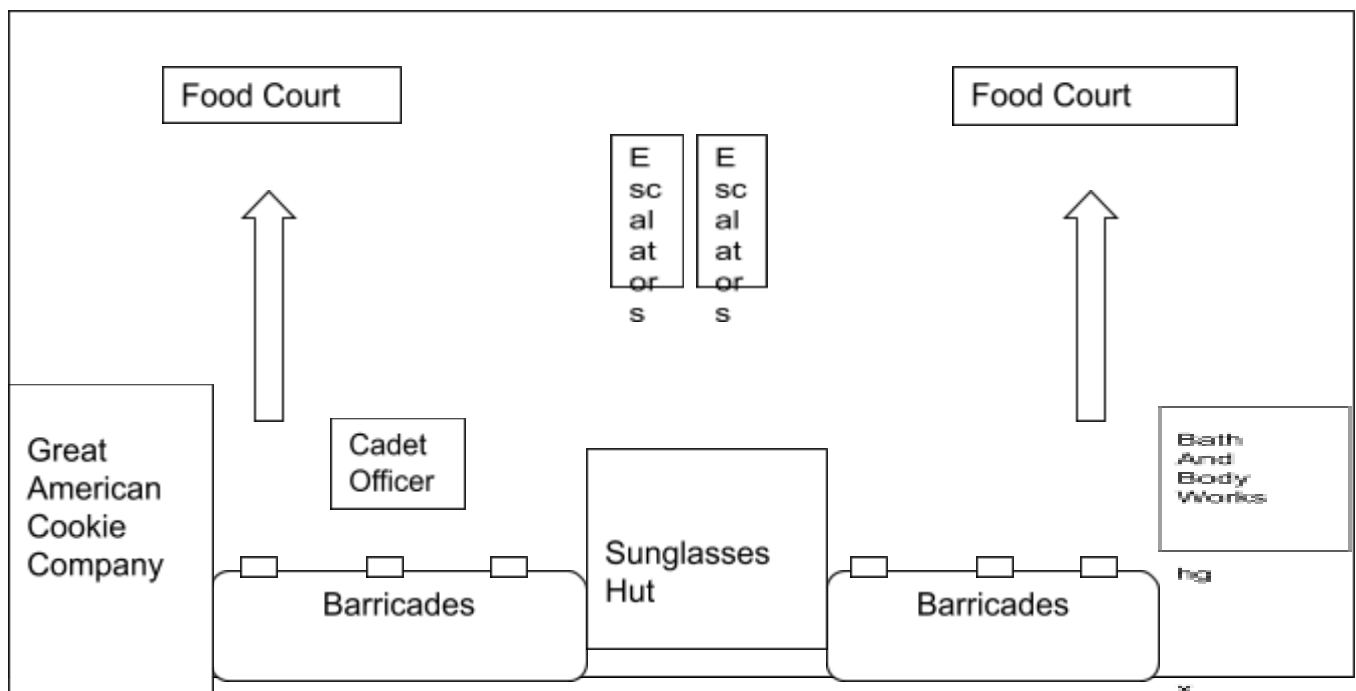 Food Court
Food Court
E
sc
al
at
or
s
E
sc
al
at
or
s
Great
American
Cookie
Company
Cadet
Officer
Sunglasses
Hut
Bath
And
Body
Works
hg
Barricades
Barricades